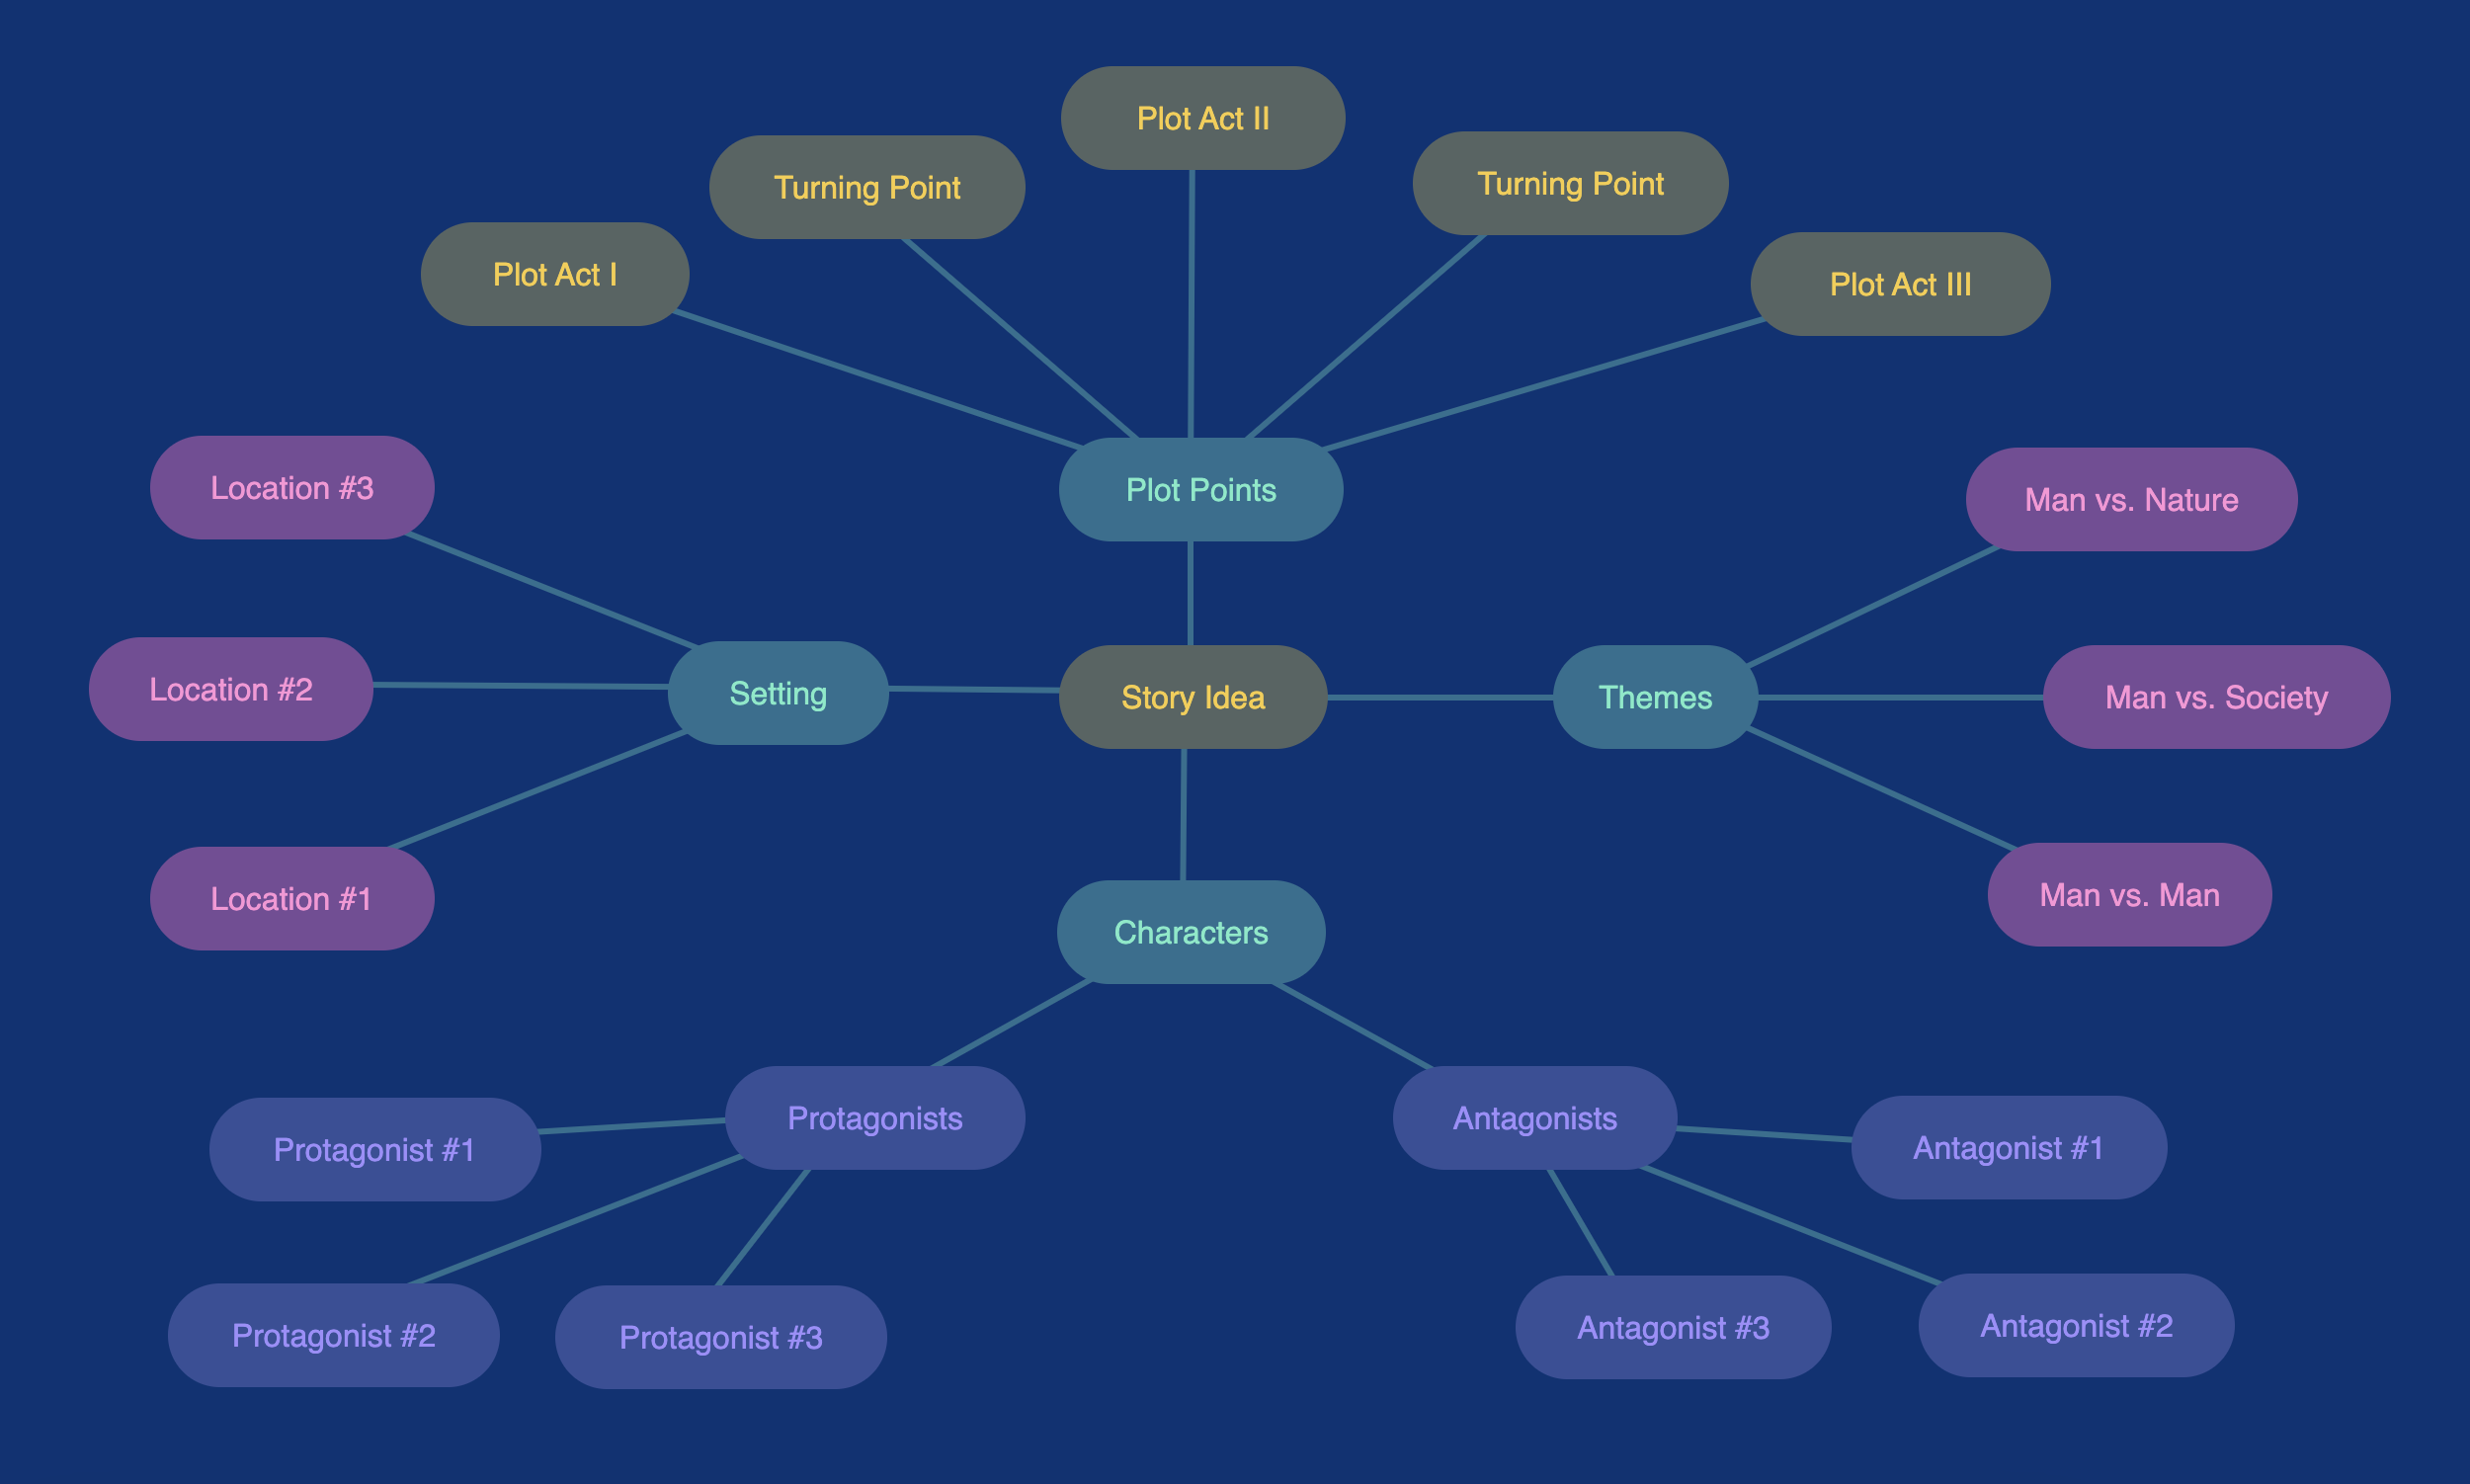 Plot Act II
Turning Point
Turning Point
Plot Act I
Plot Act III
Location #3
Plot Points
Man vs. Nature
Location #2
Setting
Story Idea
Themes
Man vs. Society
Location #1
Characters
Man vs. Man
Protagonists
Antagonists
Protagonist #1
Antagonist #1
Protagonist #2
Protagonist #3
Antagonist #3
Antagonist #2